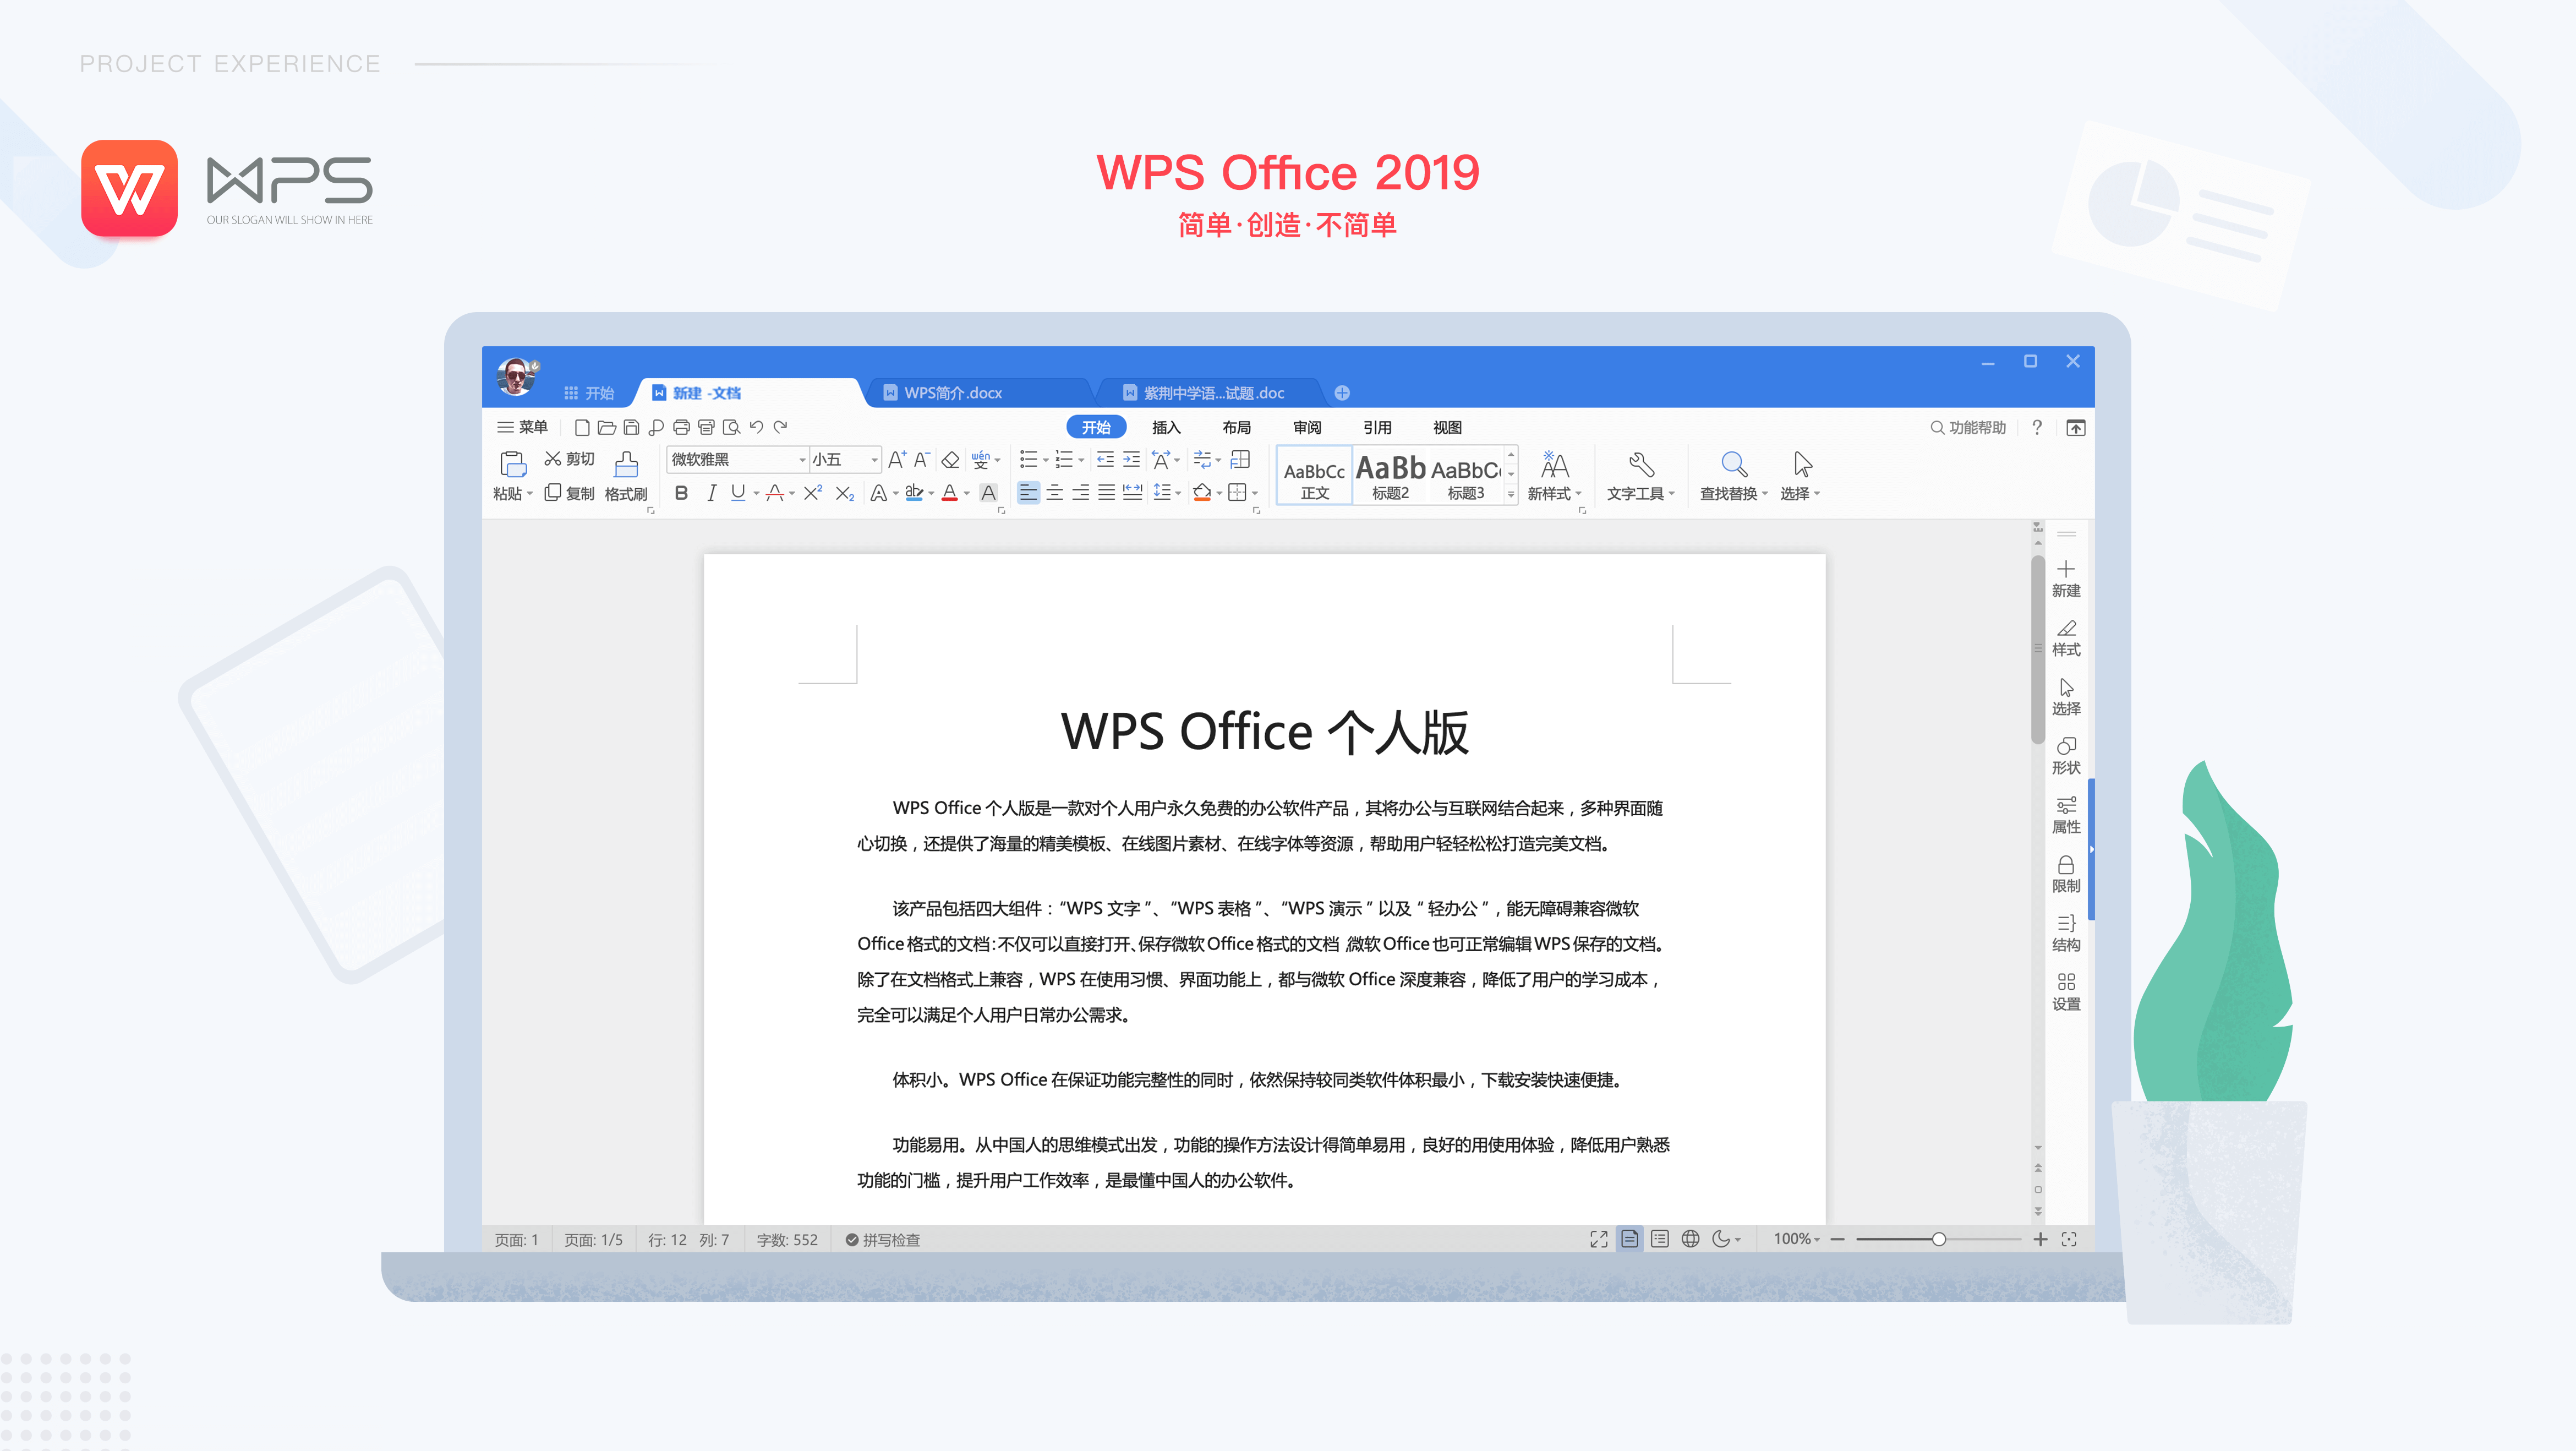 PROJECT EXPERIENCE
WPS
OUR SLOGAN WILL SHOW IN HERE
WPS Office 2019
简单·创造·不简单
开始
新建 -文档
WPS简介.docx
紫荆中学语...试题.doc
菜单
开始 插入 布局 审阅 引用 视图
功能帮助 ?
粘贴 剪切 复制 格式刷
微软雅黑 小五 A+ A- wén 变
B I U A X² X₂ A ab A A
AaBbCc AaBb AaBbC
正文 标题2 标题3
新样式 文字工具 查找替换 选择
新建
样式
选择
形状
属性
限制
结构
设置
WPS Office 个人版
WPS Office 个人版是一款对个人用户永久免费的办公软件产品，其将办公与互联网结合起来，多种界面随
心切换，还提供了海量的精美模板、在线图片素材、在线字体等资源，帮助用户轻轻松松打造完美文档。
该产品包括四大组件：“WPS 文字 ”、“WPS 表格 ”、“WPS 演示 ” 以及 “ 轻办公 ”，能无障碍兼容微软
Office 格式的文档：不仅可以直接打开、保存微软 Office 格式的文档，微软 Office 也可正常编辑 WPS 保存的文档。
除了在文档格式上兼容，WPS 在使用习惯、界面功能上，都与微软 Office 深度兼容，降低了用户的学习成本，
完全可以满足个人用户日常办公需求。
体积小。WPS Office 在保证功能完整性的同时，依然保持较同类软件体积最小，下载安装快速便捷。
功能易用。从中国人的思维模式出发，功能的操作方法设计得简单易用，良好的用使用体验，降低用户熟悉
功能的门槛，提升用户工作效率，是最懂中国人的办公软件。
页面: 1 页面: 1/5 行: 12 列: 7 字数: 552 拼写检查 100%